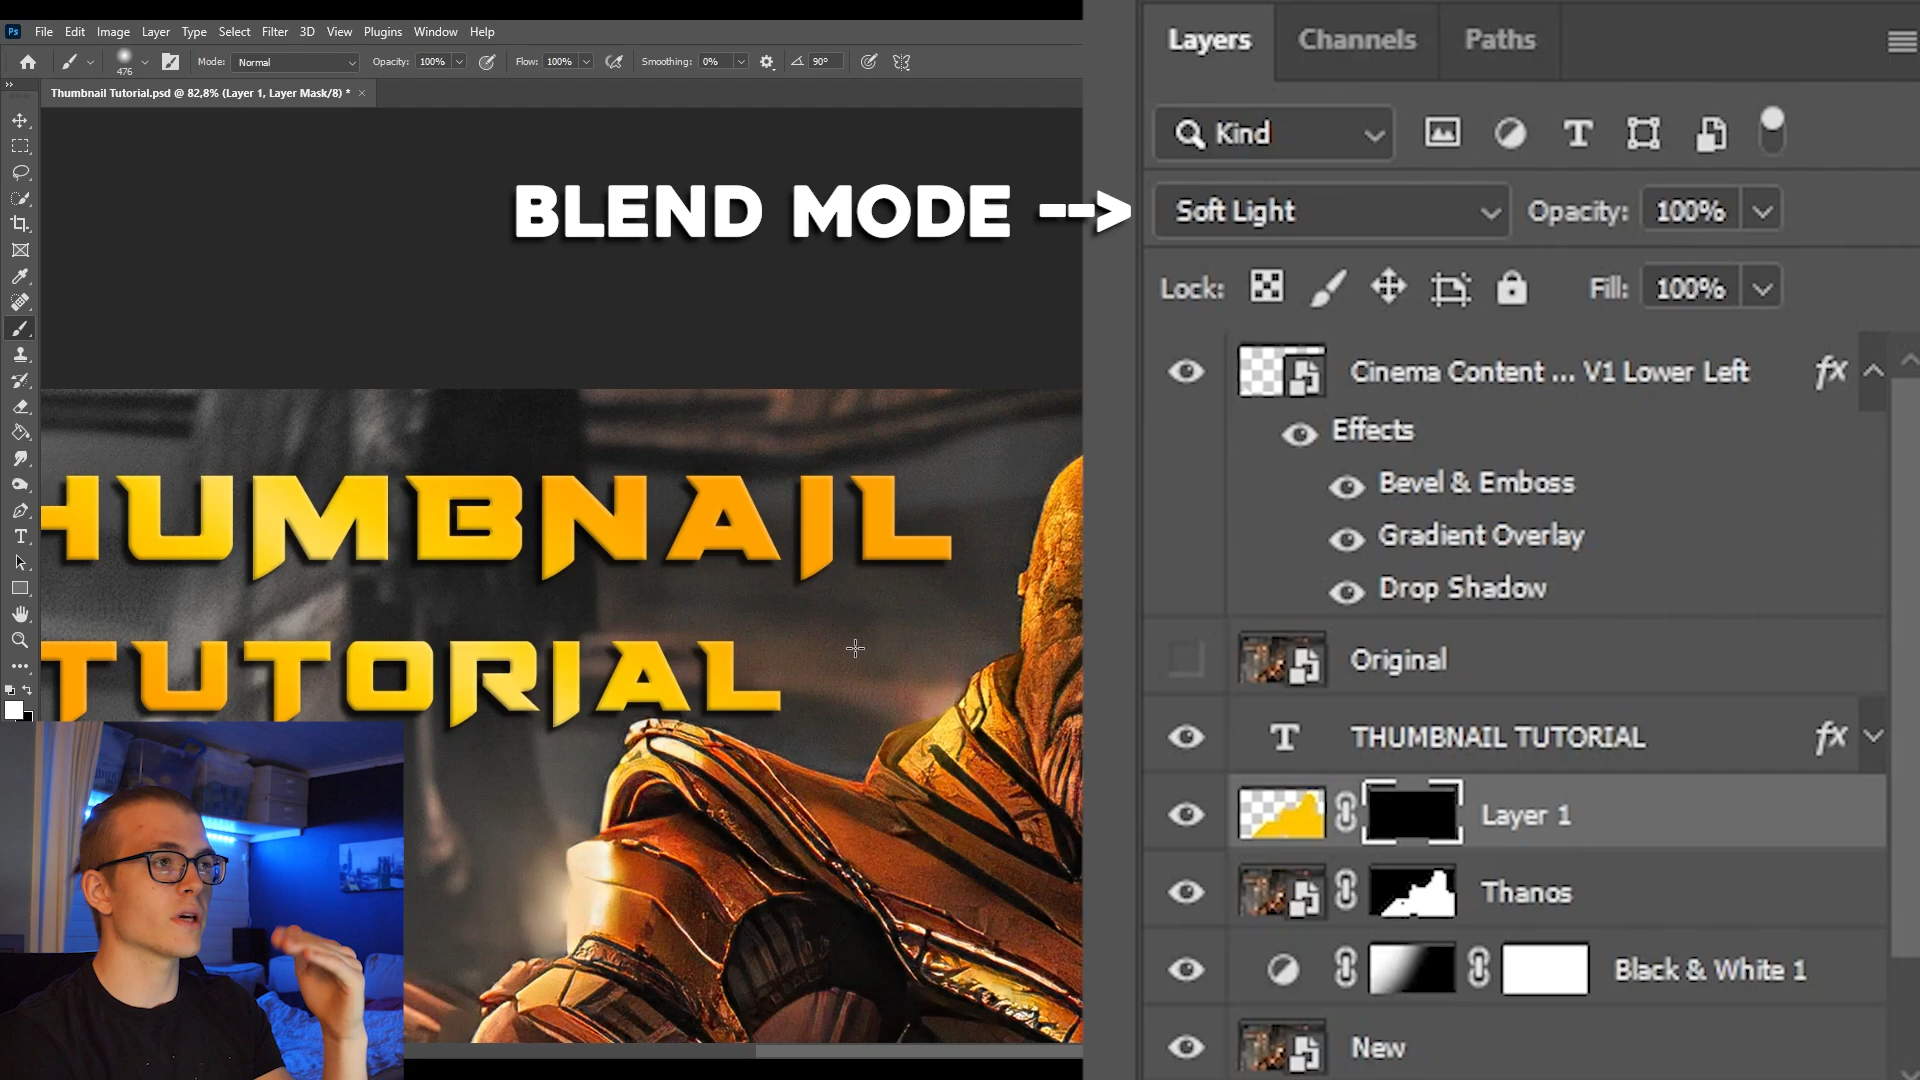 Ps File Edit Image Layer Type Select Filter 3D View Plugins Window Help
476 Mode: Normal Opacity: 100% Flow: 100% Smoothing: 0% 90°
Thumbnail Tutorial.psd @ 82,8% (Layer 1, Layer Mask/8) * ×
BLEND MODE -->
HUMBNAIL
TUTORIAL
Layers Channels Paths
Kind
Soft Light Opacity: 100%
Lock: Fill: 100%
Cinema Content ... V1 Lower Left fx
Effects
Bevel & Emboss
Gradient Overlay
Drop Shadow
Original
T THUMBNAIL TUTORIAL fx
Layer 1
Thanos
Black & White 1
New